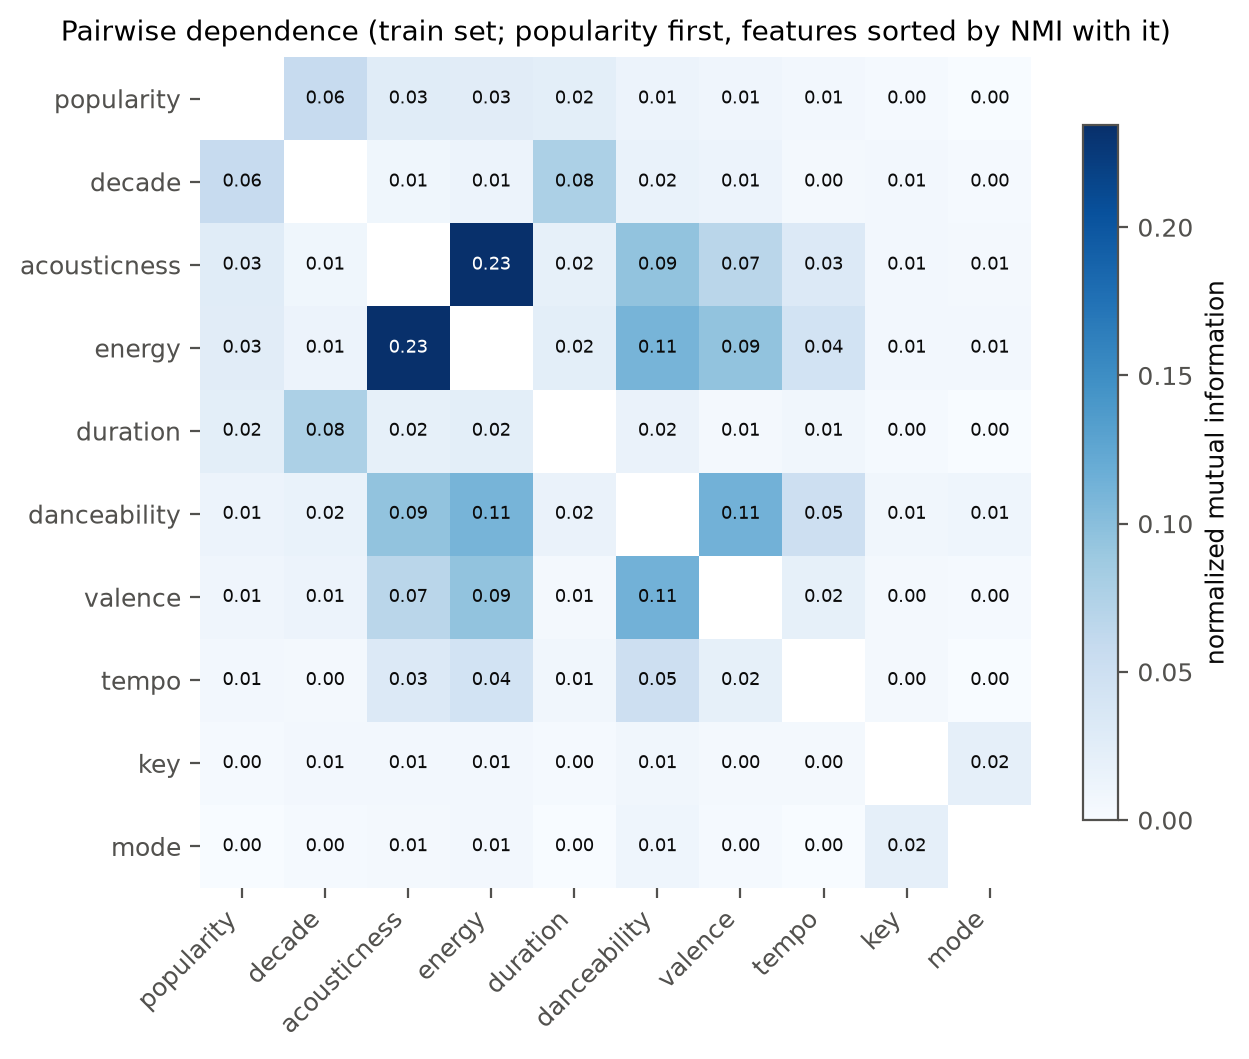 Pairwise dependence (train set; popularity first, features sorted by NMI with it)
popularity 0.06 0.03 0.03 0.02 0.01 0.01 0.01 0.00 0.00
decade 0.06 0.01 0.01 0.08 0.02 0.01 0.00 0.01 0.00
acousticness 0.03 0.01 0.23 0.02 0.09 0.07 0.03 0.01 0.01
energy 0.03 0.01 0.23 0.02 0.11 0.09 0.04 0.01 0.01
duration 0.02 0.08 0.02 0.02 0.02 0.01 0.01 0.00 0.00
danceability 0.01 0.02 0.09 0.11 0.02 0.11 0.05 0.01 0.01
valence 0.01 0.01 0.07 0.09 0.01 0.11 0.02 0.00 0.00
tempo 0.01 0.00 0.03 0.04 0.01 0.05 0.02 0.00 0.00
key 0.00 0.01 0.01 0.01 0.00 0.01 0.00 0.00 0.02
mode 0.00 0.00 0.01 0.01 0.00 0.01 0.00 0.00 0.02
popularity
decade
acousticness
energy
duration
danceability
valence
tempo
key
mode
0.20
0.15
0.10
0.05
0.00
normalized mutual information